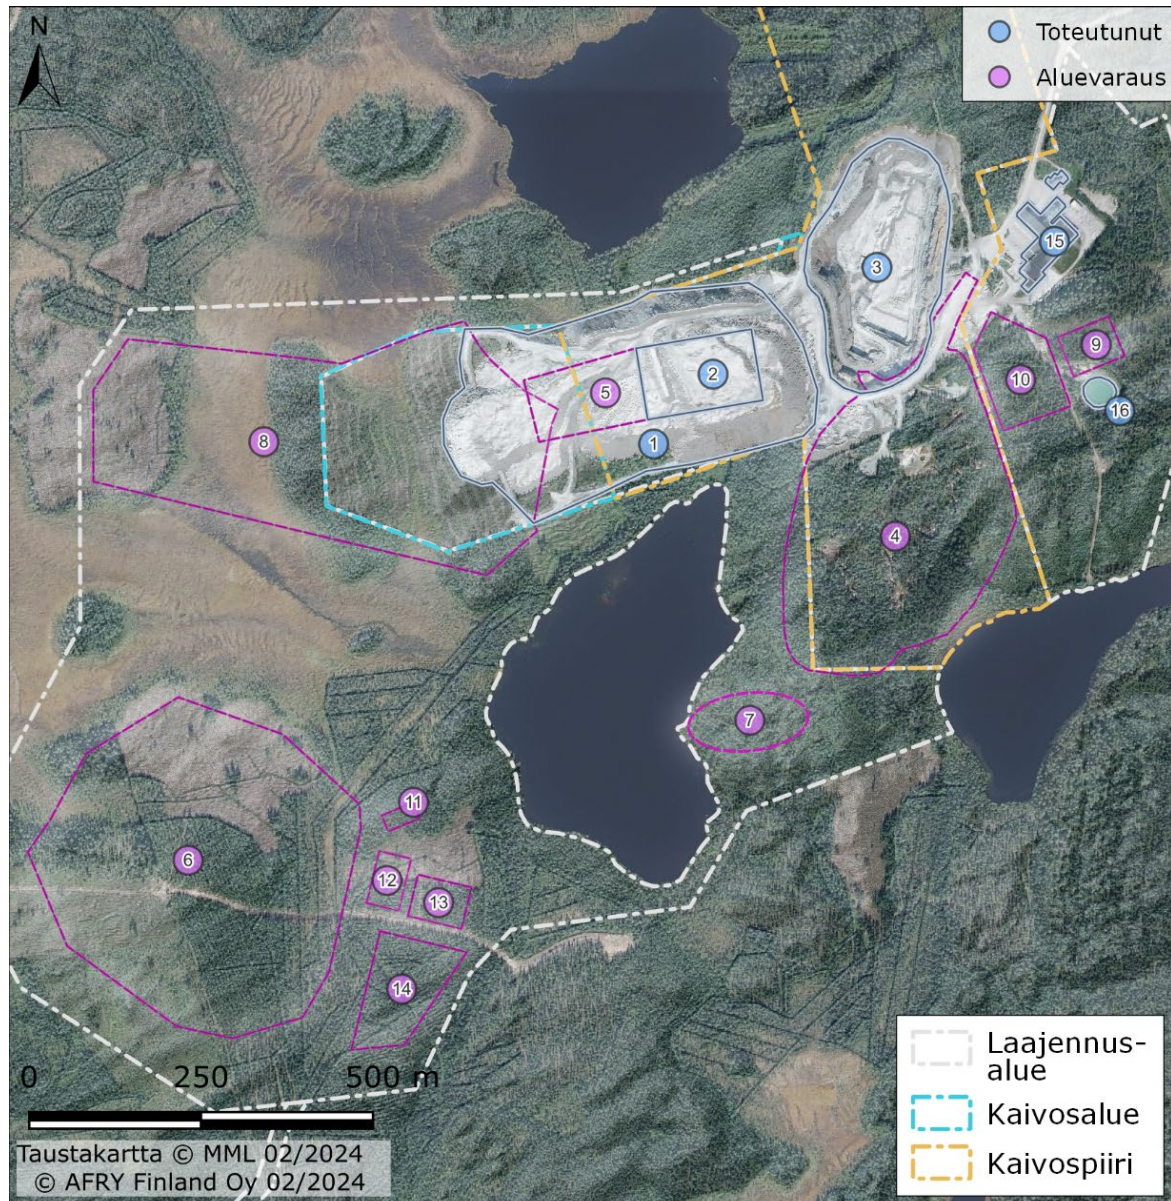 N
Toteutunut
Aluevaraus
3
15
9
10
2
5
16
1
8
4
7
11
6
12
13
14
0 250 500 m
Taustakartta © MML 02/2024
© AFRY Finland Oy 02/2024
Laajennus-
alue
Kaivosalue
Kaivospiiri